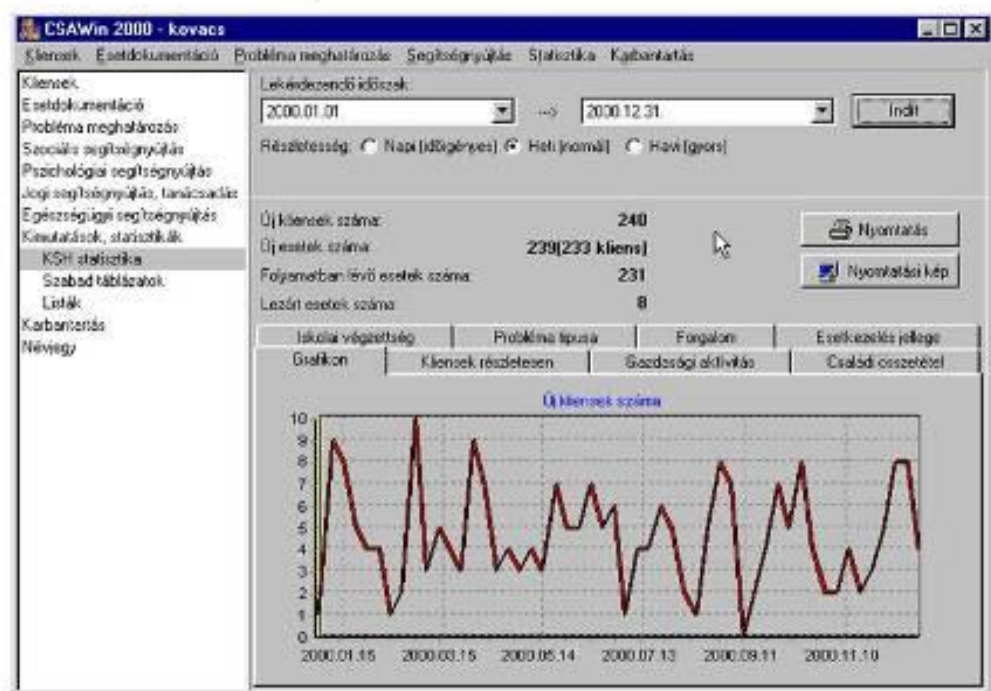 CSAWin 2000 - kovacs
Kliensek Esetdokumentáció Probléma meghatározás Segítségnyújtás Statisztika Karbantartás
Kliensek
Esetdokumentáció
Probléma meghatározás
Szociális segítségnyújtás
Pszichológiai segítségnyújtás
Jogi segítségnyújtás, tanácsadás
Egészségügyi segítségnyújtás
Kimutatások, statisztikák
KSH statisztika
Szabad táblázatok
Listák
Karbantartás
Névjegy
Lekérdezendő időszak:
2000.01.01 --> 2000.12.31. Indít
Részletesség: Napi (időigényes) Heti (normál) Havi (gyors)
Új kliensek száma: 240
Új esetek száma: 239(233 kliens)
Folyamatban lévő esetek száma: 231
Lezárt esetek száma: 8
Nyomtatás
Nyomtatási kép
Iskolai végzettség Probléma típusa Forgalom Esetkezelés jellege
Grafikon Kliensek részletesen Gazdasági aktivitás Családi összetétel
Új kliensek száma
10
9
8
7
6
5
4
3
2
1
0
2000.01.15 2000.03.15 2000.05.14 2000.07.13 2000.09.11 2000.11.10